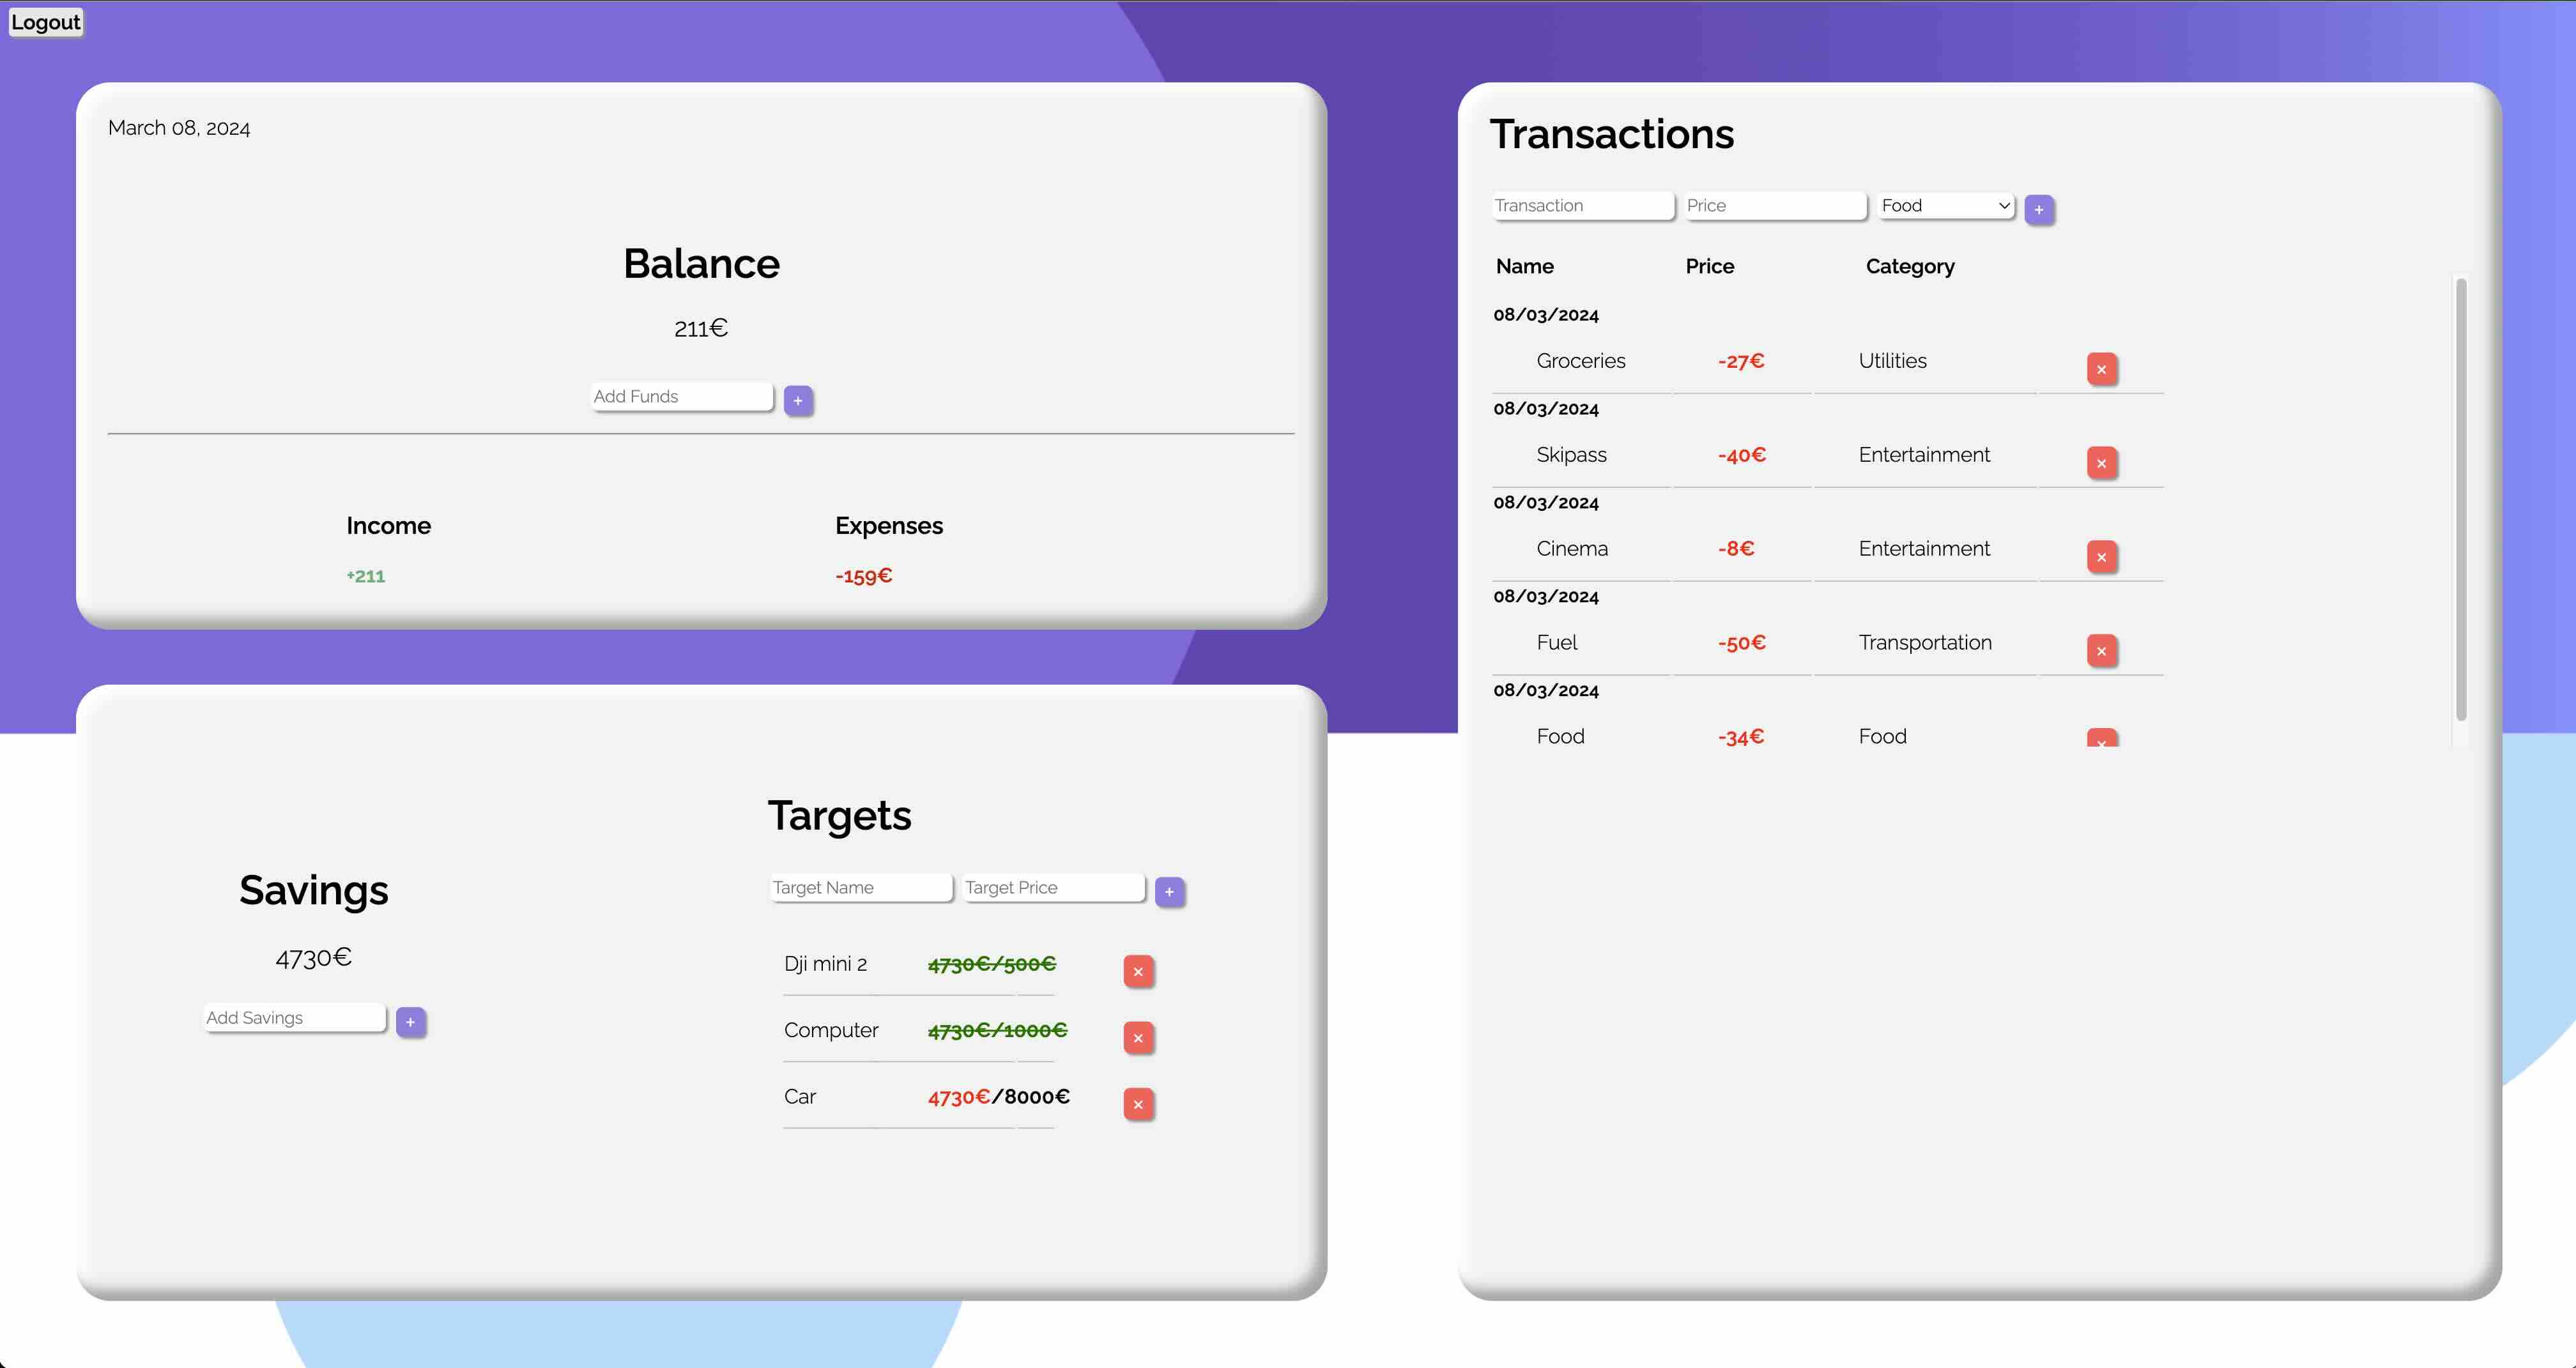 Logout
March 08, 2024
Balance
211€
Add Funds +
Income Expenses
+211 -159€
Savings
4730€
Add Savings +
Targets
Target Name Target Price +
Dji mini 2 4730€/500€ ×
Computer 4730€/1000€ ×
Car 4730€/8000€ ×
Transactions
Transaction Price Food +
Name Price Category
08/03/2024
Groceries -27€ Utilities ×
08/03/2024
Skipass -40€ Entertainment ×
08/03/2024
Cinema -8€ Entertainment ×
08/03/2024
Fuel -50€ Transportation ×
08/03/2024
Food -34€ Food ×